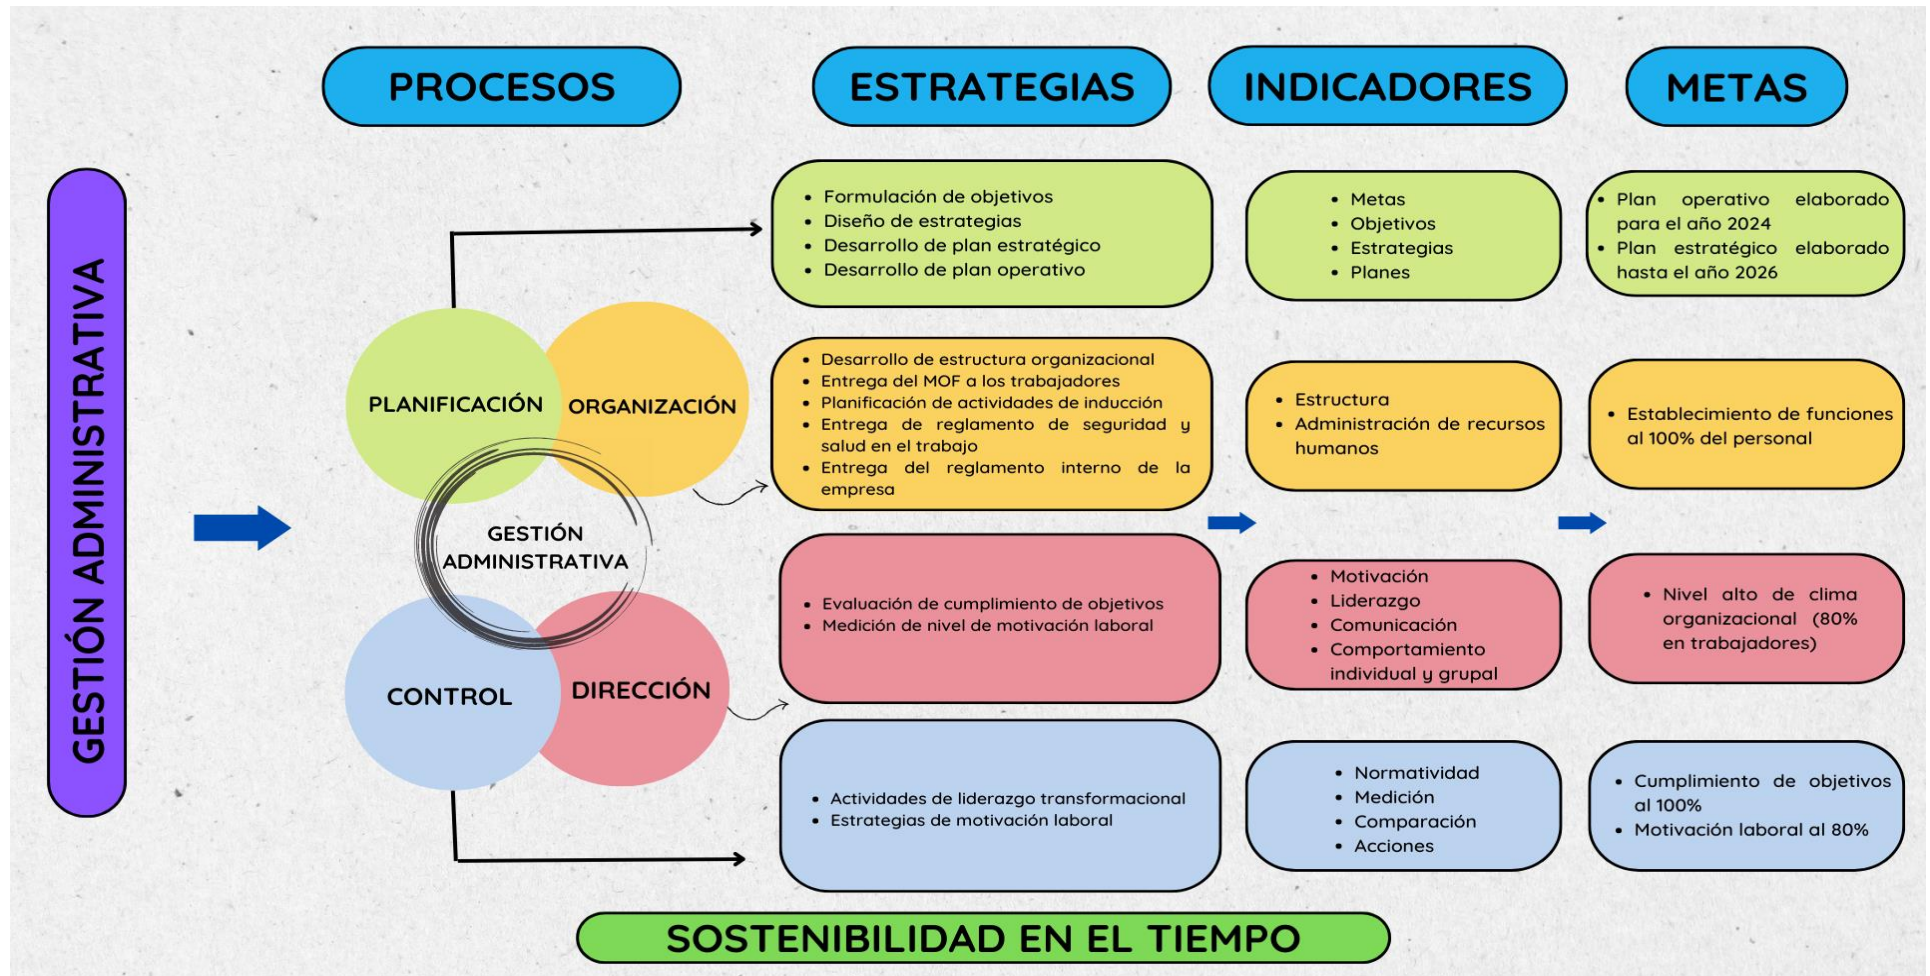 PROCESOS
ESTRATEGIAS
INDICADORES
METAS
GESTIÓN ADMINISTRATIVA
PLANIFICACIÓN
ORGANIZACIÓN
GESTIÓN
ADMINISTRATIVA
CONTROL
DIRECCIÓN
• Formulación de objetivos
• Diseño de estrategias
• Desarrollo de plan estratégico
• Desarrollo de plan operativo
• Metas
• Objetivos
• Estrategias
• Planes
• Plan operativo elaborado
para el año 2024
• Plan estratégico elaborado
hasta el año 2026
• Desarrollo de estructura organizacional
• Entrega del MOF a los trabajadores
• Planificación de actividades de inducción
• Entrega de reglamento de seguridad y
salud en el trabajo
• Entrega del reglamento interno de la
empresa
• Estructura
• Administración de recursos
humanos
• Establecimiento de funciones
al 100% del personal
• Evaluación de cumplimiento de objetivos
• Medición de nivel de motivación laboral
• Motivación
• Liderazgo
• Comunicación
• Comportamiento
individual y grupal
• Nivel alto de clima
organizacional (80%
en trabajadores)
• Actividades de liderazgo transformacional
• Estrategias de motivación laboral
• Normatividad
• Medición
• Comparación
• Acciones
• Cumplimiento de objetivos
al 100%
• Motivación laboral al 80%
SOSTENIBILIDAD EN EL TIEMPO